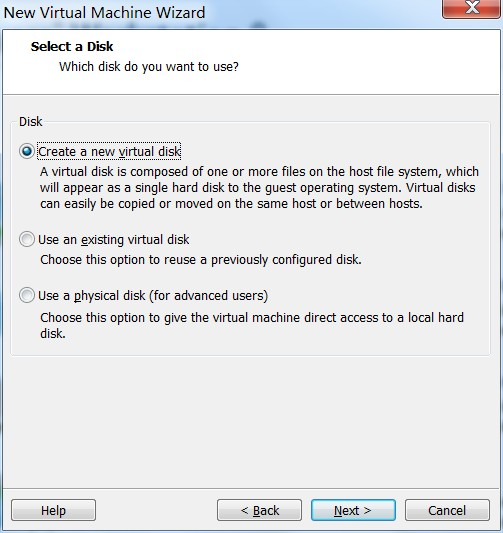 New Virtual Machine Wizard
Select a Disk
Which disk do you want to use?
Disk
Create a new virtual disk
A virtual disk is composed of one or more files on the host file system, which
will appear as a single hard disk to the guest operating system. Virtual disks
can easily be copied or moved on the same host or between hosts.
Use an existing virtual disk
Choose this option to reuse a previously configured disk.
Use a physical disk (for advanced users)
Choose this option to give the virtual machine direct access to a local hard
disk.
Help
< Back
Next >
Cancel